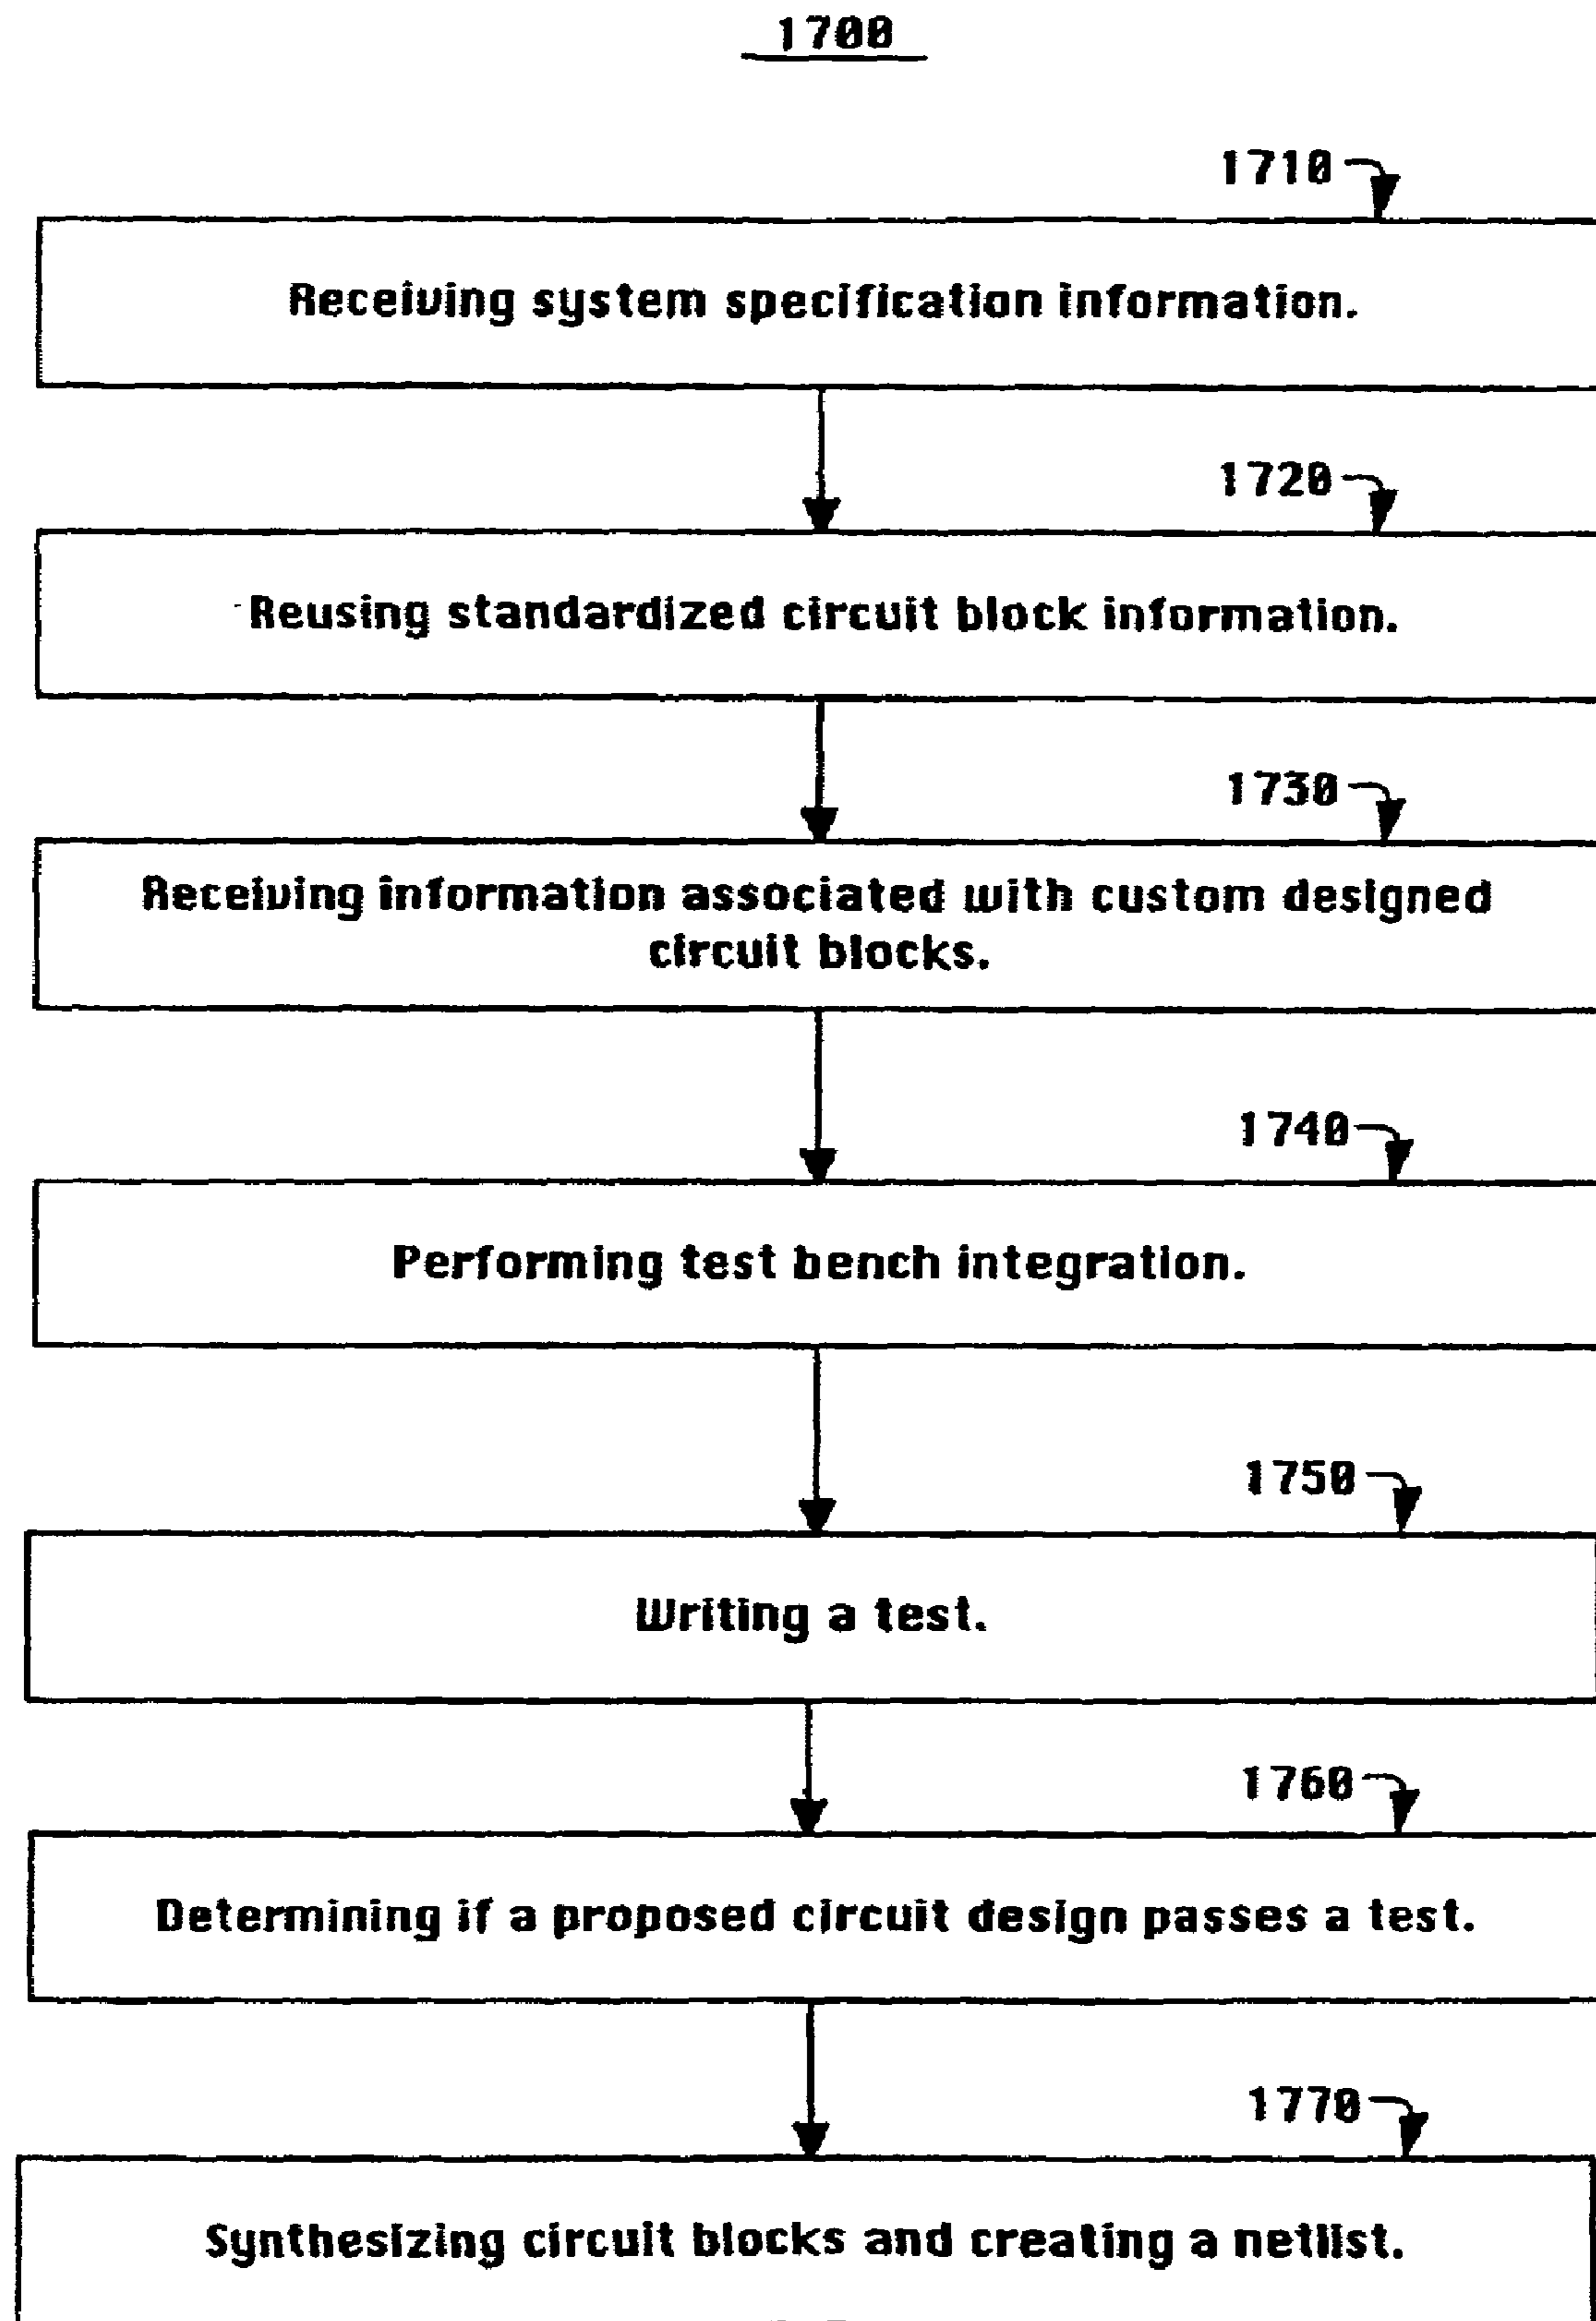 1700
1710
Receiving system specification information.
1720
Reusing standardized circuit block information.
1730
Receiving information associated with custom designed
circuit blocks.
1740
Performing test bench integration.
1750
Writing a test.
1760
Determining if a proposed circuit design passes a test.
1770
Synthesizing circuit blocks and creating a netlist.